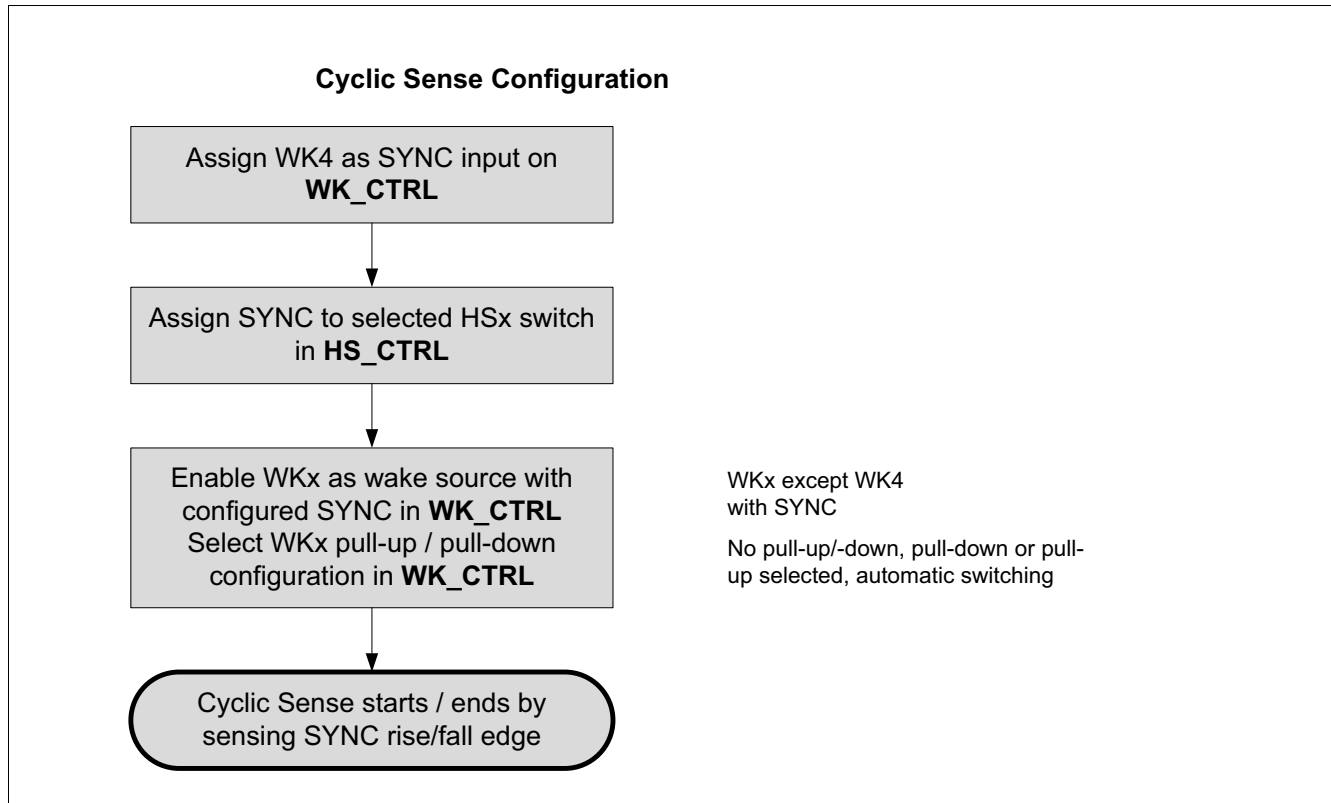 Cyclic Sense Configuration
Assign WK4 as SYNC input on
WK_CTRL
Assign SYNC to selected HSx switch
in HS_CTRL
Enable WKx as wake source with
configured SYNC in WK_CTRL
Select WKx pull-up / pull-down
configuration in WK_CTRL
WKx except WK4
with SYNC
No pull-up/-down, pull-down or pull-
up selected, automatic switching
Cyclic Sense starts / ends by
sensing SYNC rise/fall edge